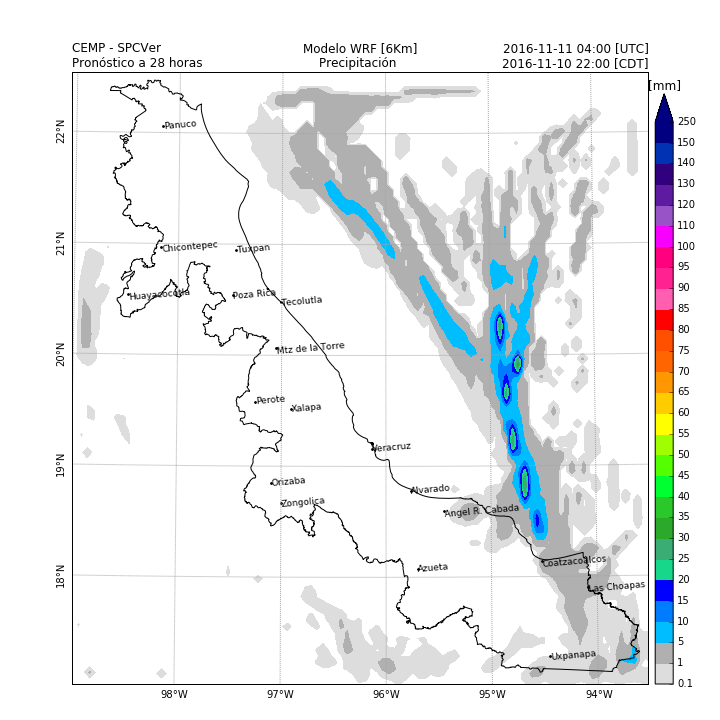 CEMP - SPCVer
Modelo WRF [6Km]
2016-11-11 04:00 [UTC]
Pronóstico a 28 horas
Precipitación
2016-11-10 22:00 [CDT]
[mm]
22°N
21°N
20°N
19°N
18°N
Panuco
Chicontepec
Tuxpan
Huayacocotla
Poza Rica
Tecolutla
Mtz de la Torre
Perote
Xalapa
Veracruz
Orizaba
Zongolica
Alvarado
Angel R. Cabada
Azueta
Coatzacoalcos
Las Choapas
Uxpanapa
98°W
97°W
96°W
95°W
94°W
250
150
140
130
120
110
100
95
90
85
80
75
70
65
60
55
50
45
40
35
30
25
20
15
10
5
1
0.1